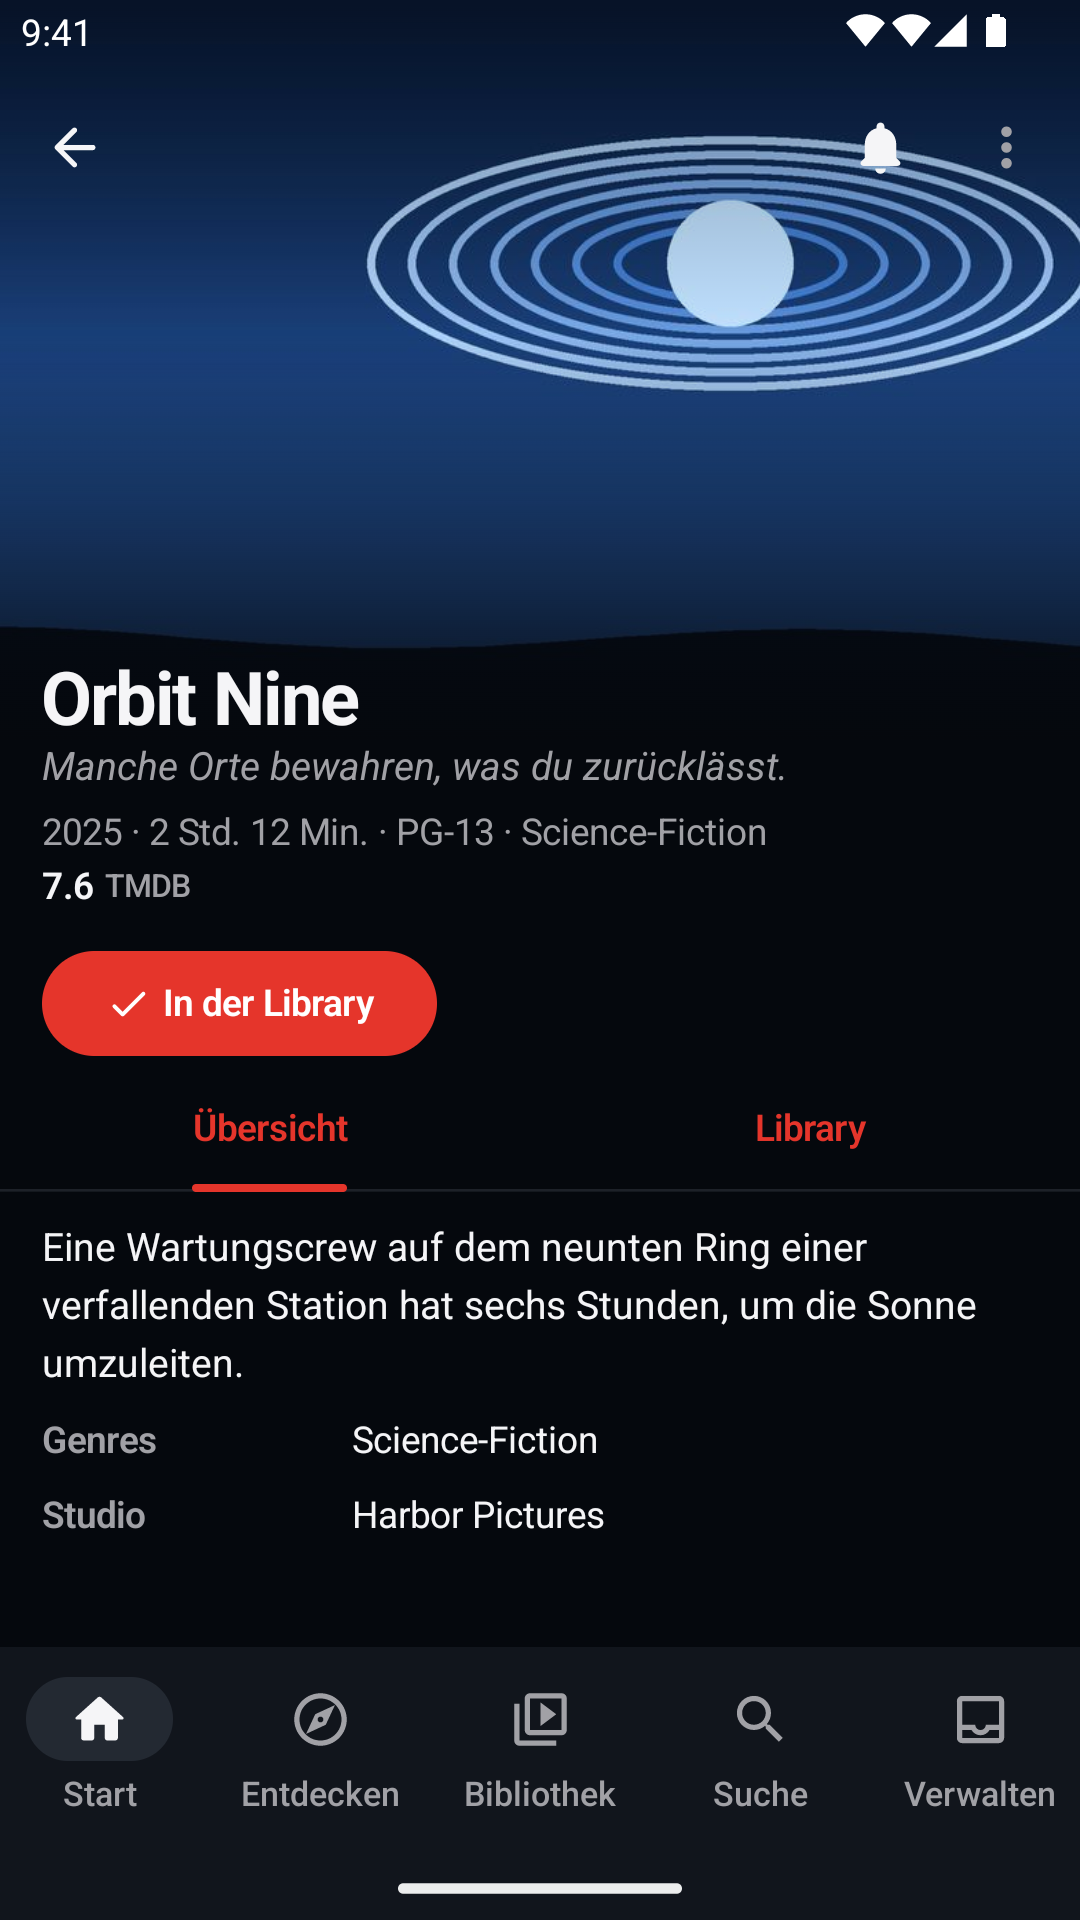 9:41
Orbit Nine
Manche Orte bewahren, was du zurücklässt.
2025 · 2 Std. 12 Min. · PG-13 · Science-Fiction
7.6 TMDB
In der Library
Übersicht
Library
Eine Wartungscrew auf dem neunten Ring einer
verfallenden Station hat sechs Stunden, um die Sonne
umzuleiten.
Genres Science-Fiction
Studio Harbor Pictures
Start
Entdecken
Bibliothek
Suche
Verwalten